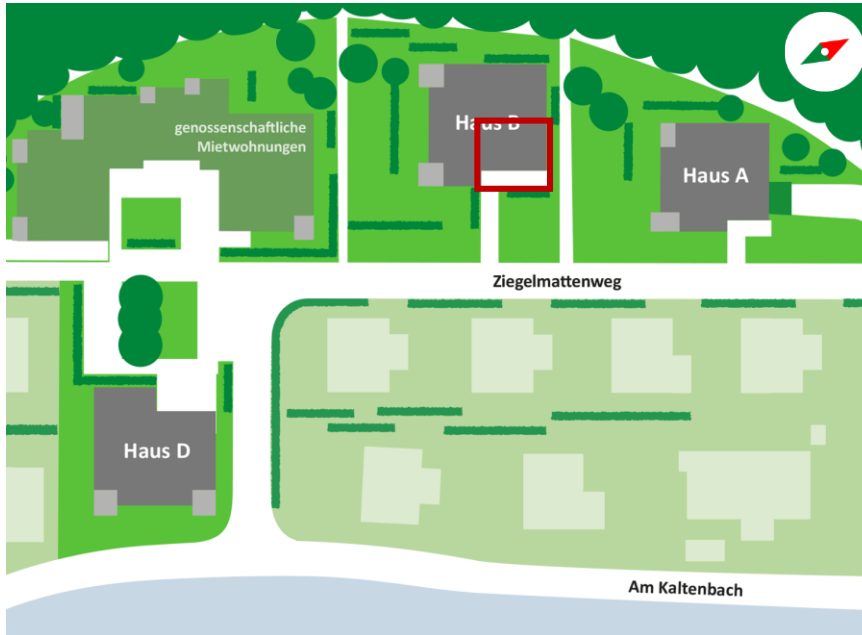 genossenschaftliche
Mietwohnungen
Haus B
Haus A
Ziegelmattenweg
Haus D
Am Kaltenbach